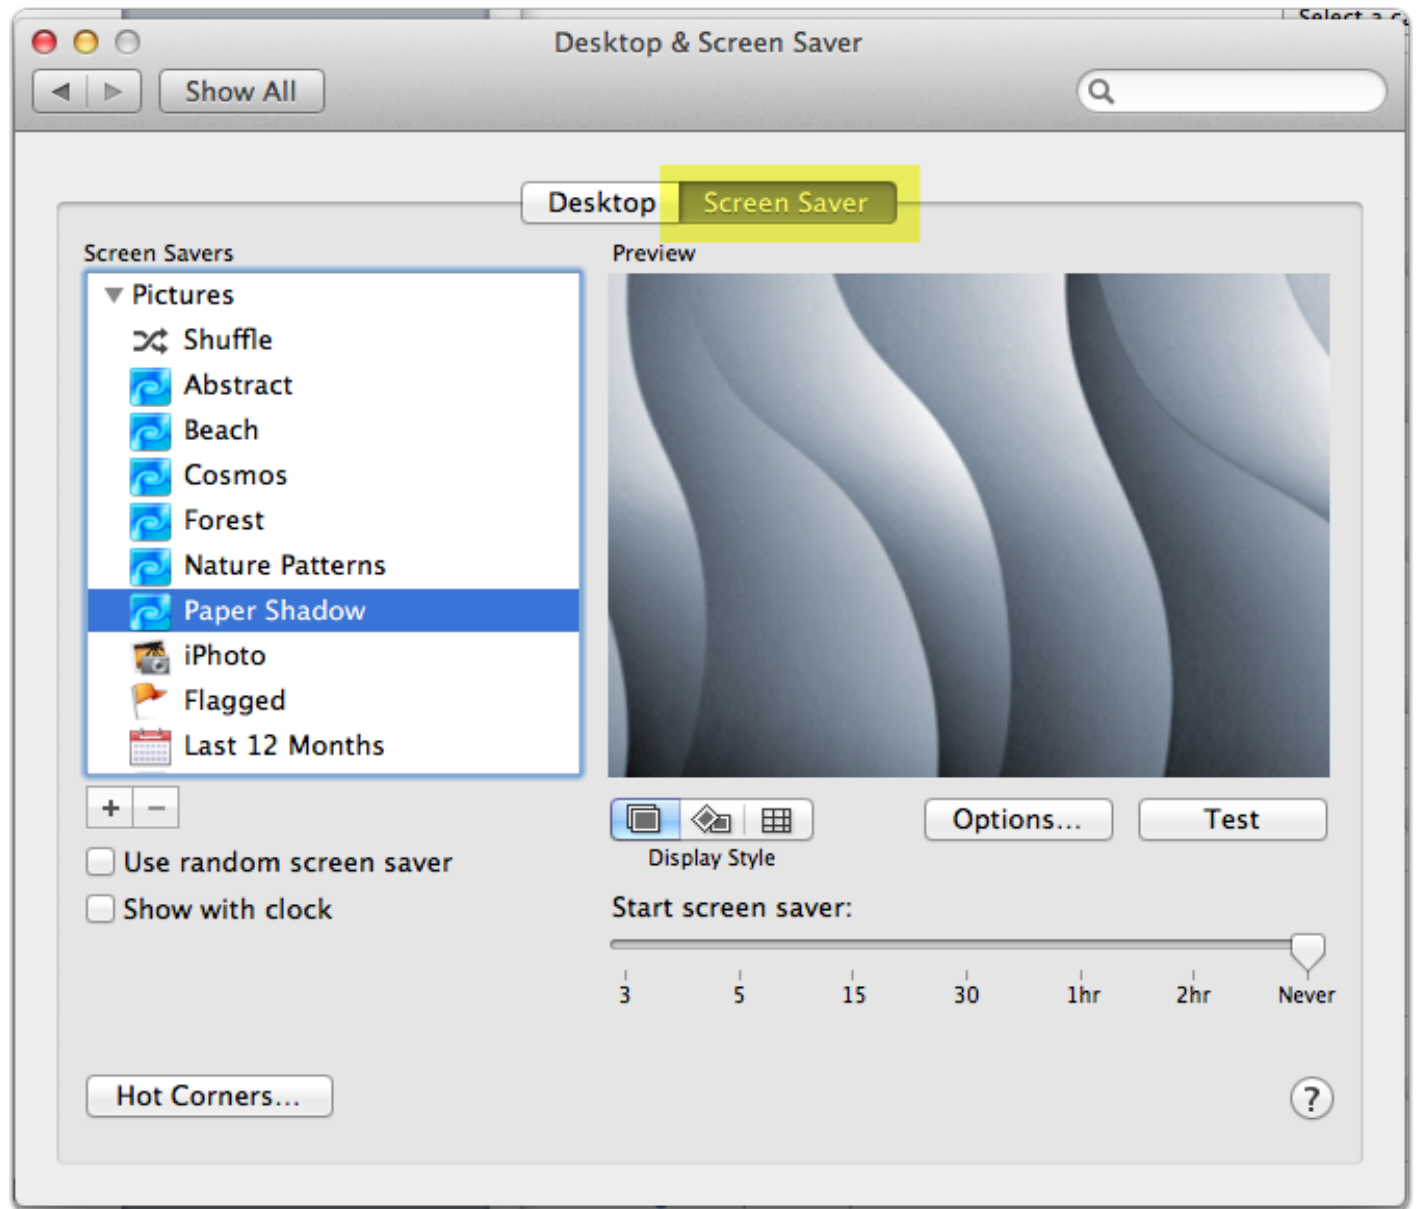 Select a c
Desktop & Screen Saver
Show All
Desktop Screen Saver
Screen Savers
Preview
Pictures
Shuffle
Abstract
Beach
Cosmos
Forest
Nature Patterns
Paper Shadow
iPhoto
Flagged
Last 12 Months
+ −
Options... Test
Display Style
Use random screen saver
Show with clock
Start screen saver:
3 5 15 30 1hr 2hr Never
Hot Corners...
?